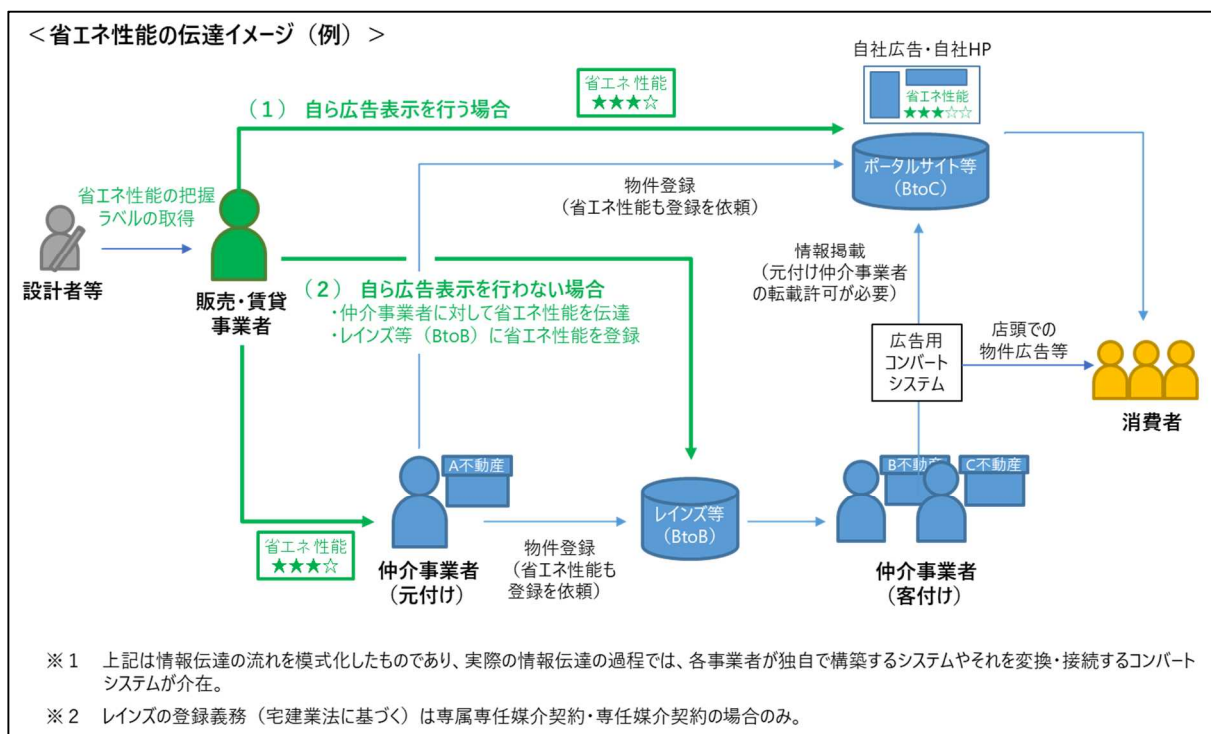 ＜省エネ性能の伝達イメージ（例）＞
自社広告・自社HP
省エネ性能
★★★☆
省エネ性能
★★★☆☆
（１） 自ら広告表示を行う場合
ポータルサイト等
（BtoC）
物件登録
（省エネ性能も登録を依頼）
省エネ性能の把握
ラベルの取得
設計者等
販売・賃貸
事業者
（２） 自ら広告表示を行わない場合
・仲介事業者に対して省エネ性能を伝達
・レインズ等（BtoB）に省エネ性能を登録
情報掲載
（元付け仲介事業者
の転載許可が必要）
広告用
コンバート
システム
店頭での
物件広告等
消費者
A不動産
B不動産
C不動産
レインズ等
（BtoB）
省エネ性能
★★★☆
仲介事業者
（元付け）
物件登録
（省エネ性能も
登録を依頼）
仲介事業者
（客付け）
※１ 上記は情報伝達の流れを模式化したものであり、実際の情報伝達の過程では、各事業者が独自で構築するシステムやそれを変換・接続するコンバート
システムが介在。
※２ レインズの登録義務（宅建業法に基づく）は専属専任媒介契約・専任媒介契約の場合のみ。